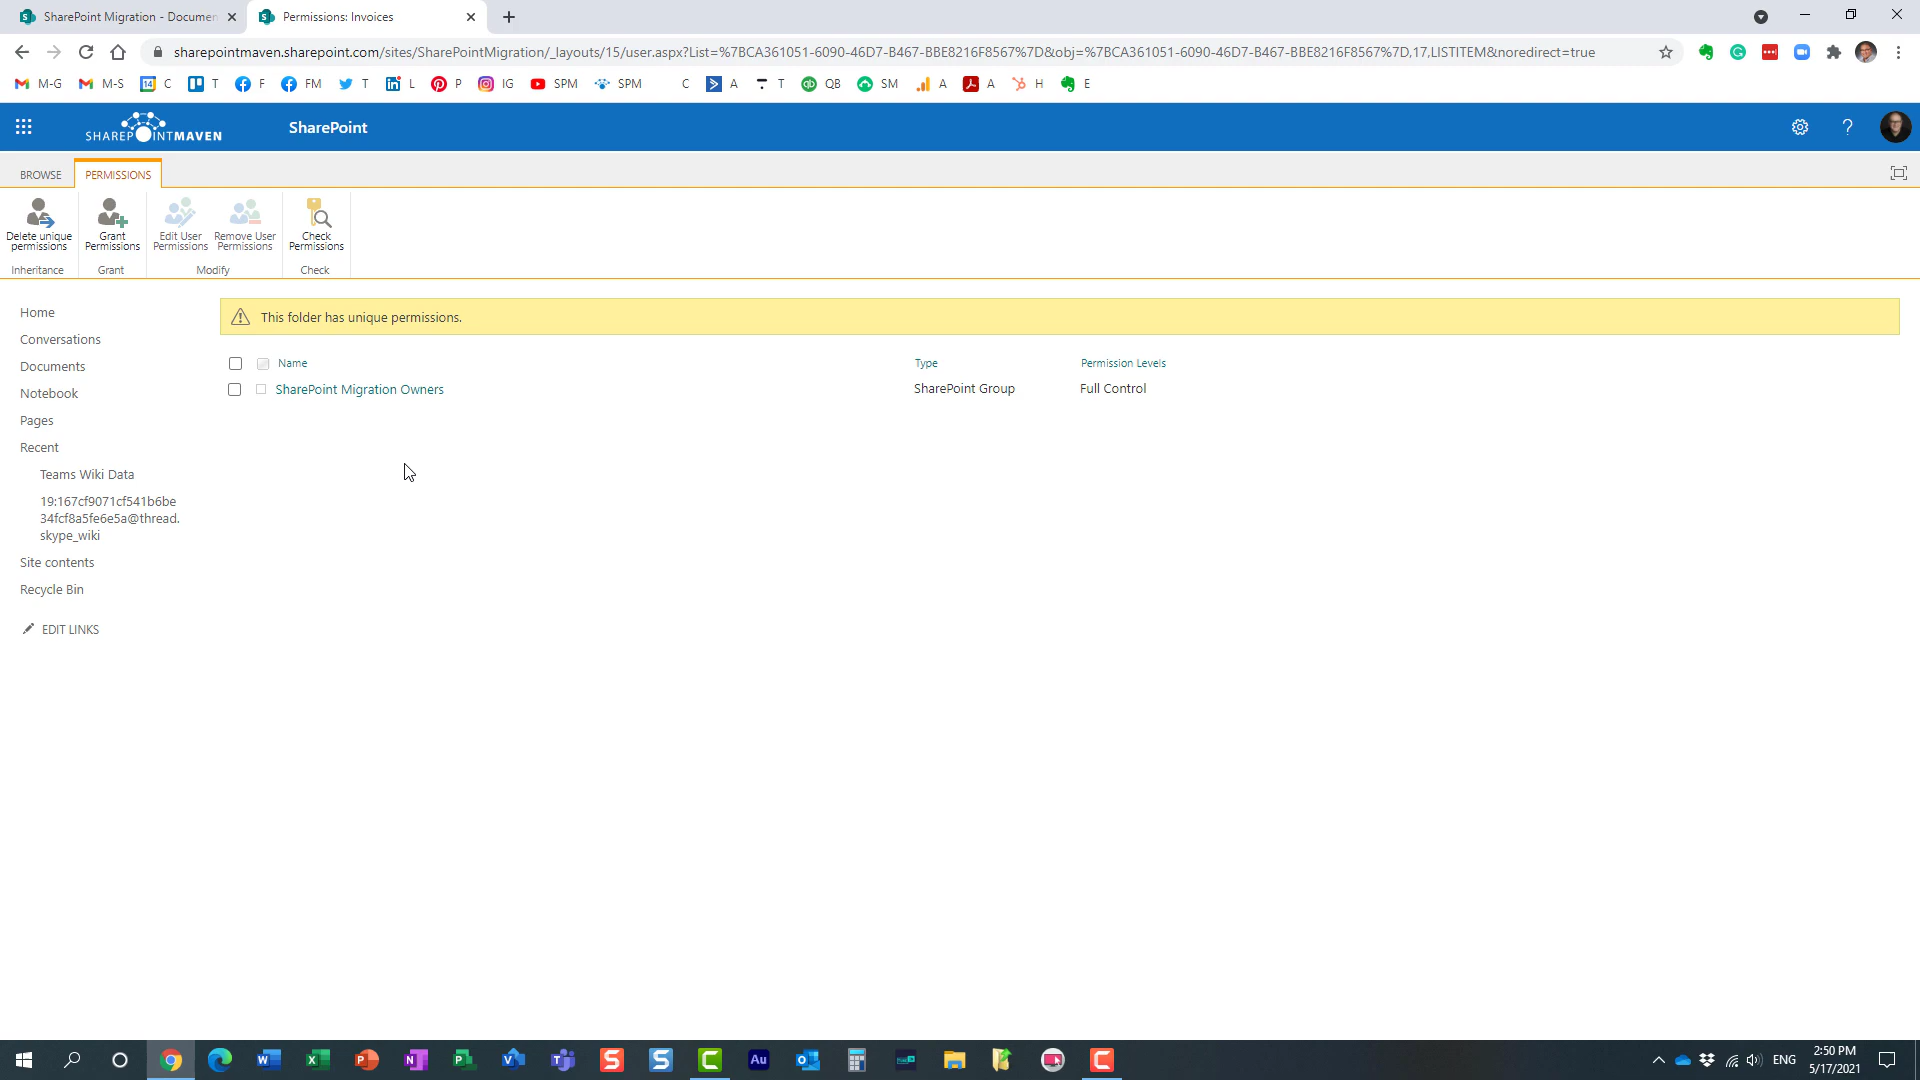 SharePoint Migration - Documen
Permissions: Invoices
sharepointmaven.sharepoint.com/sites/SharePointMigration/_layouts/15/user.aspx?List=%7BCA361051-6090-46D7-B467-BBE8216F8567%7D&obj=%7BCA361051-6090-46D7-B467-BBE8216F8567%7D,17,LISTITEM&noredirect=true
M-G M-S C T F FM T L P IG SPM SPM C A T QB SM A A H E
SHAREPOINTMAVEN
SharePoint
BROWSE PERMISSIONS
Delete unique permissions
Grant Permissions
Edit User Permissions
Remove User Permissions
Check Permissions
Inheritance Grant Modify Check
Home
Conversations
Documents
Notebook
Pages
Recent
Teams Wiki Data
19:167cf9071cf541b6be
34fcf8a5fe6e5a@thread.
skype_wiki
Site contents
Recycle Bin
EDIT LINKS
This folder has unique permissions.
Name Type Permission Levels
SharePoint Migration Owners SharePoint Group Full Control
ENG
2:50 PM
5/17/2021